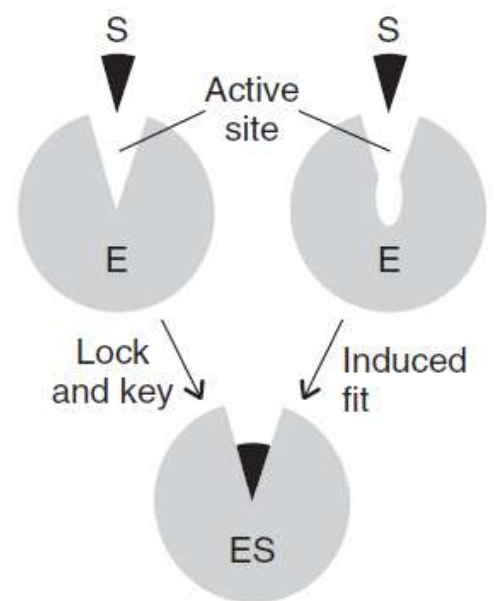 S
S
Active
site
E
E
Lock
and key
Induced
fit
ES